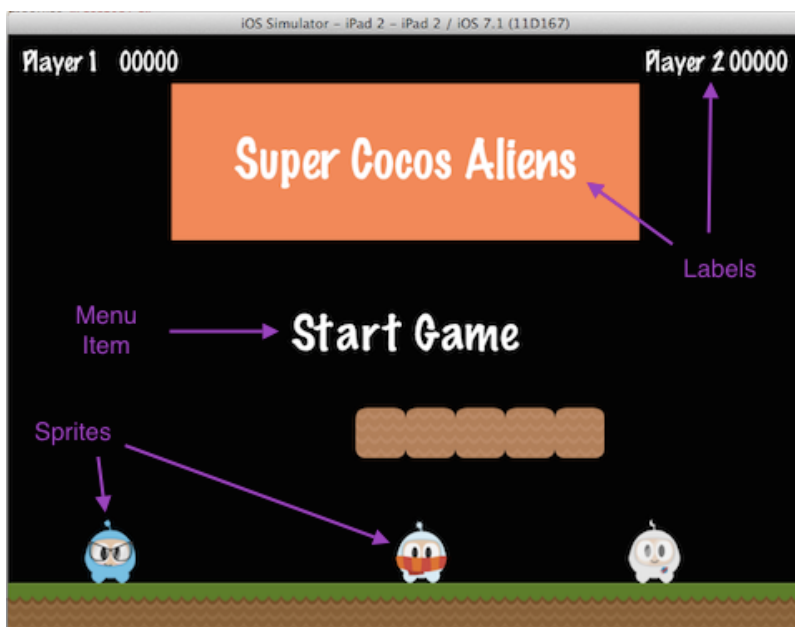 iOS Simulator – iPad 2 – iPad 2 / iOS 7.1 (11D167)
Player 1 00000
Player 2 00000
Super Cocos Aliens
Labels
Menu
Item
Start Game
Sprites